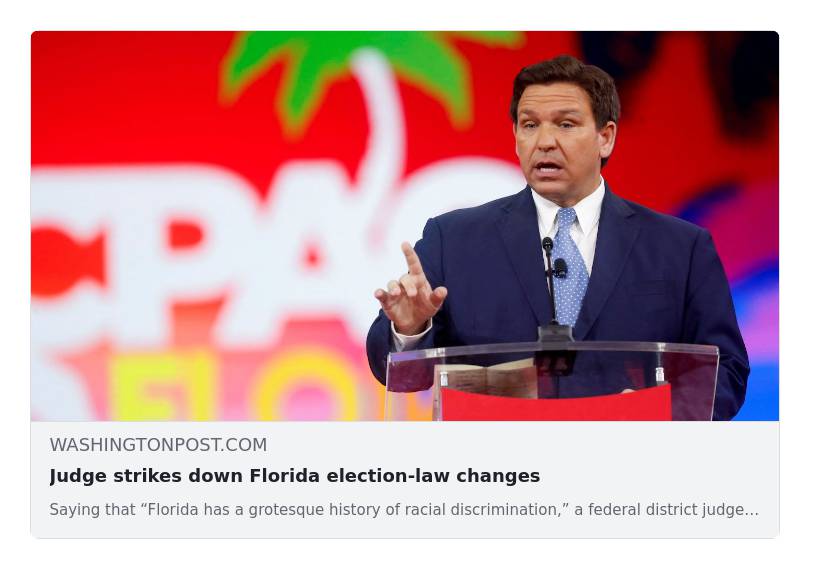 CPAC
FLO
WASHINGTONPOST.COM
Judge strikes down Florida election-law changes
Saying that “Florida has a grotesque history of racial discrimination,” a federal district judge…